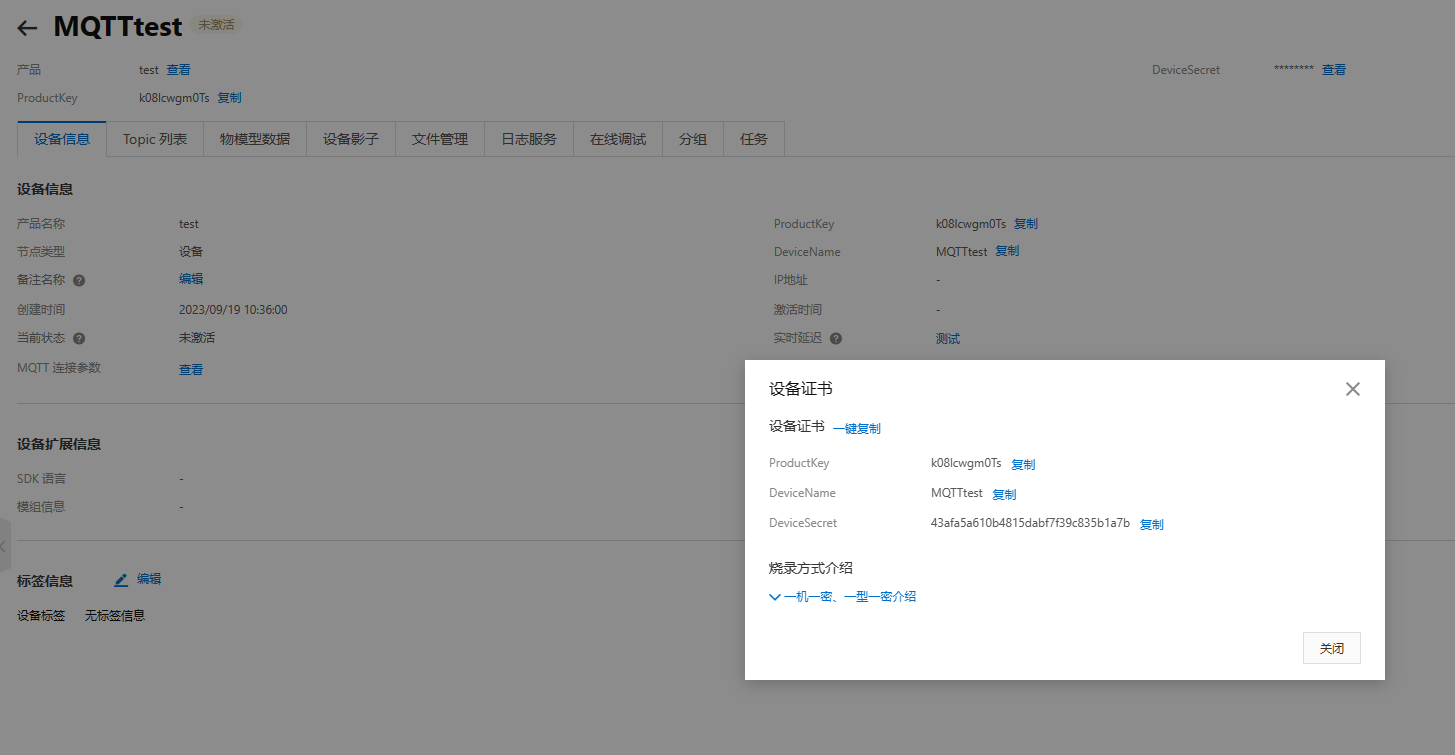 MQTTtest 未激活
产品 test 查看 DeviceSecret ******** 查看
ProductKey k08lcwgm0Ts 复制
设备信息 Topic 列表 物模型数据 设备影子 文件管理 日志服务 在线调试 分组 任务
设备信息
产品名称 test ProductKey k08lcwgm0Ts 复制
节点类型 设备 DeviceName MQTTtest 复制
备注名称 编辑 IP地址 -
创建时间 2023/09/19 10:36:00 激活时间 -
当前状态 未激活 实时延迟 测试
MQTT 连接参数 查看
设备扩展信息
SDK 语言 -
模组信息 -
标签信息 编辑
设备标签 无标签信息
设备证书
设备证书 一键复制
ProductKey k08lcwgm0Ts 复制
DeviceName MQTTtest 复制
DeviceSecret 43afa5a610b4815dabf7f39c835b1a7b 复制
烧录方式介绍
一机一密、一型一密介绍
关闭